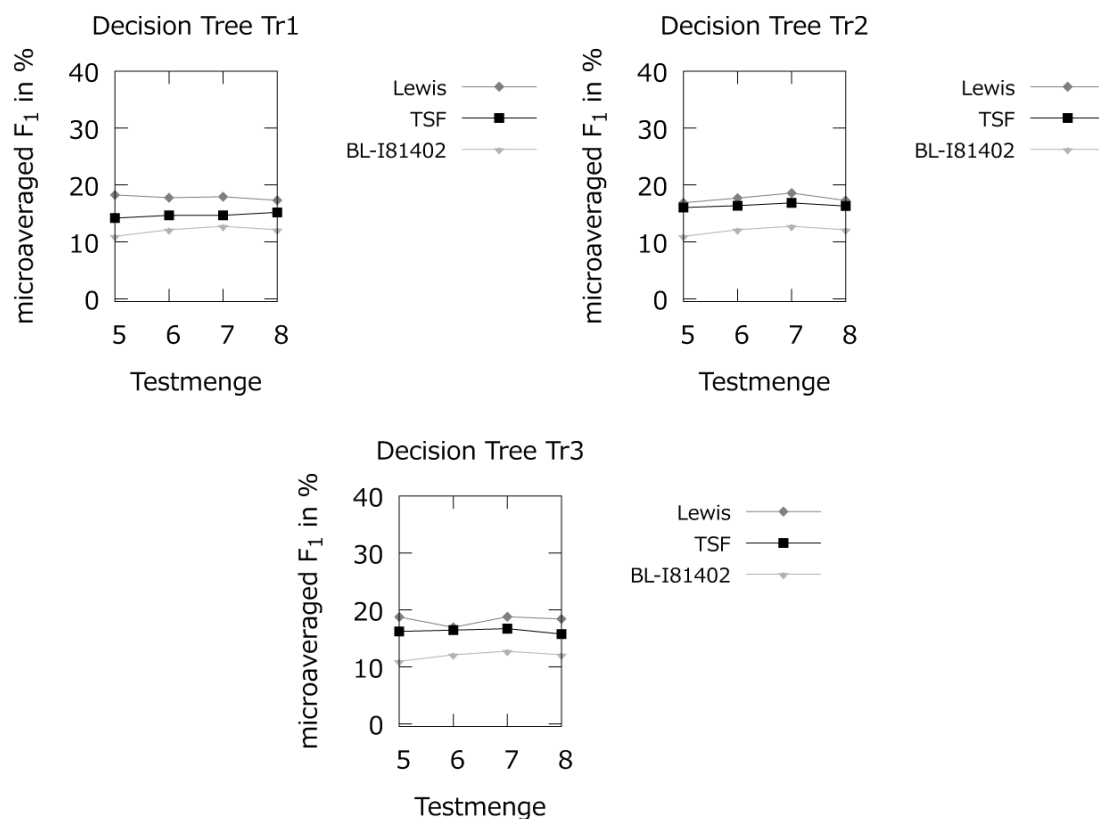 Decision Tree Tr1
microaveraged F1 in %
40
30
20
10
0
5 6 7 8
Testmenge
Lewis
TSF
BL-I81402
Decision Tree Tr2
microaveraged F1 in %
40
30
20
10
0
5 6 7 8
Testmenge
Lewis
TSF
BL-I81402
Decision Tree Tr3
microaveraged F1 in %
40
30
20
10
0
5 6 7 8
Testmenge
Lewis
TSF
BL-I81402